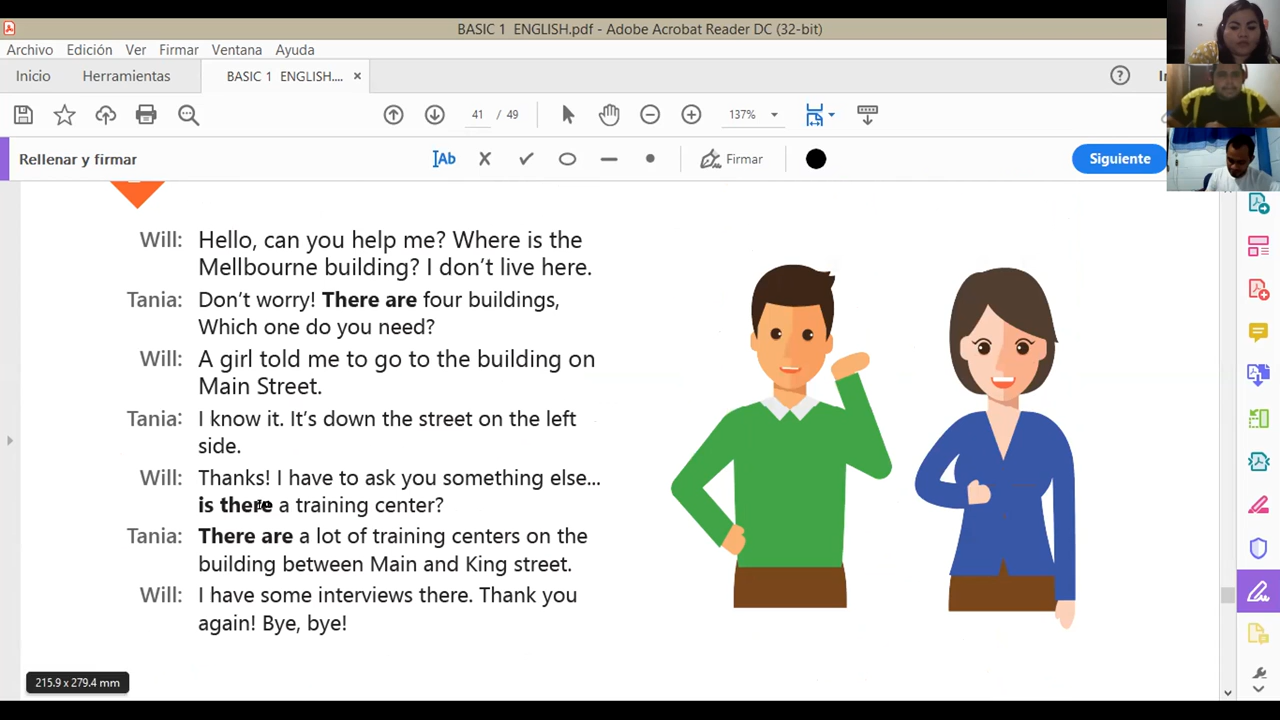 BASIC 1 ENGLISH.pdf - Adobe Acrobat Reader DC (32-bit)
Archivo Edición Ver Firmar Ventana Ayuda
Inicio Herramientas BASIC 1 ENGLISH.... ×
41 / 49 137%
Rellenar y firmar Ab Firmar Siguiente
Will: Hello, can you help me? Where is the
Mellbourne building? I don't live here.
Tania: Don't worry! There are four buildings,
Which one do you need?
Will: A girl told me to go to the building on
Main Street.
Tania: I know it. It's down the street on the left
side.
Will: Thanks! I have to ask you something else...
is there a training center?
Tania: There are a lot of training centers on the
building between Main and King street.
Will: I have some interviews there. Thank you
again! Bye, bye!
215.9 x 279.4 mm